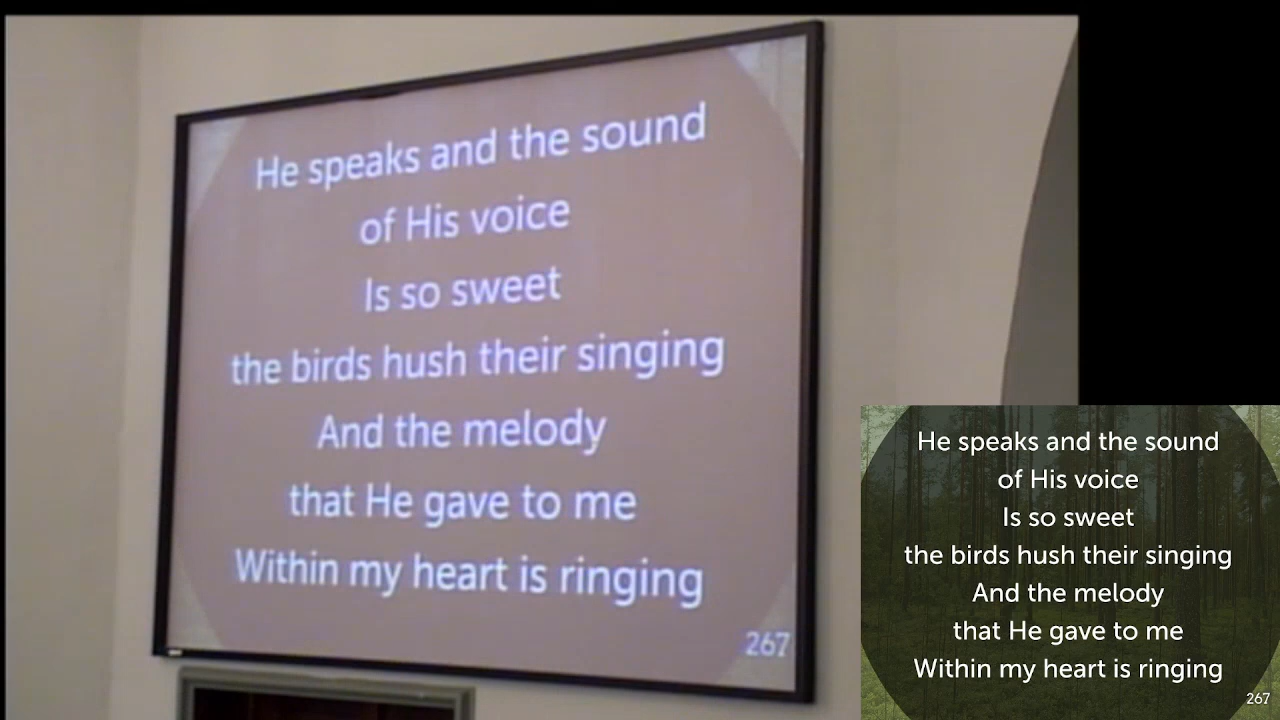 He speaks and the sound
of His voice
Is so sweet
the birds hush their singing
And the melody
that He gave to me
Within my heart is ringing
267
He speaks and the sound
of His voice
Is so sweet
the birds hush their singing
And the melody
that He gave to me
Within my heart is ringing
267